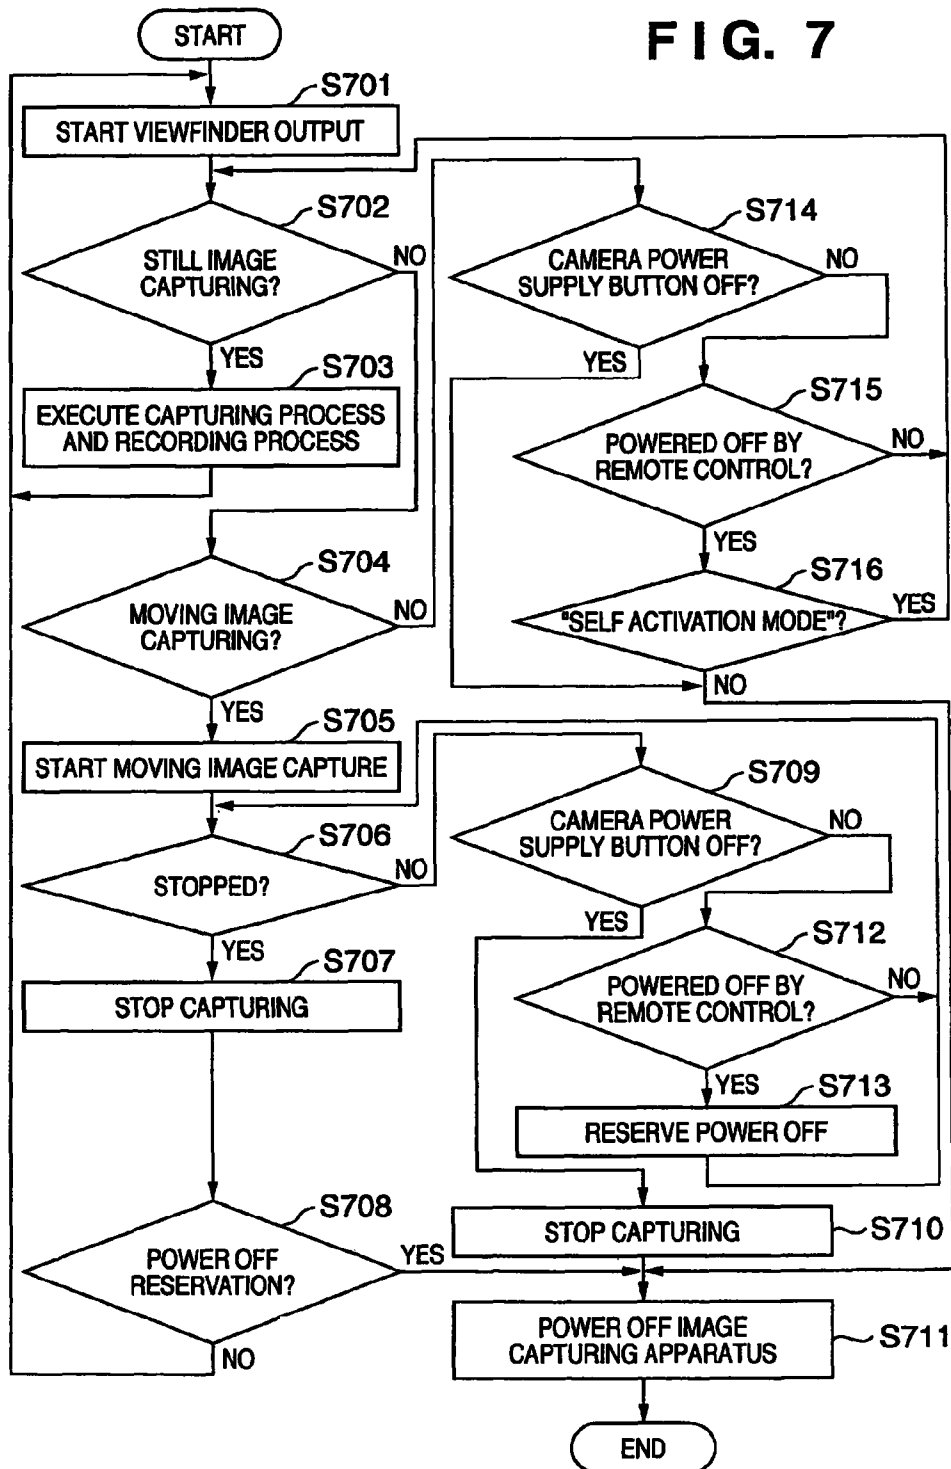 FIG. 7
START
S701
START VIEWFINDER OUTPUT
S702
STILL IMAGE
CAPTURING?
NO
YES
S703
EXECUTE CAPTURING PROCESS
AND RECORDING PROCESS
S704
MOVING IMAGE
CAPTURING?
NO
YES
S705
START MOVING IMAGE CAPTURE
S706
STOPPED?
NO
YES
S707
STOP CAPTURING
S708
POWER OFF
RESERVATION?
YES
NO
S714
CAMERA POWER
SUPPLY BUTTON OFF?
NO
YES
S715
POWERED OFF BY
REMOTE CONTROL?
NO
YES
S716
"SELF ACTIVATION MODE"?
YES
NO
S709
CAMERA POWER
SUPPLY BUTTON OFF?
NO
YES
S712
POWERED OFF BY
REMOTE CONTROL?
NO
YES
S713
RESERVE POWER OFF
STOP CAPTURING
S710
POWER OFF IMAGE
CAPTURING APPARATUS
S711
END